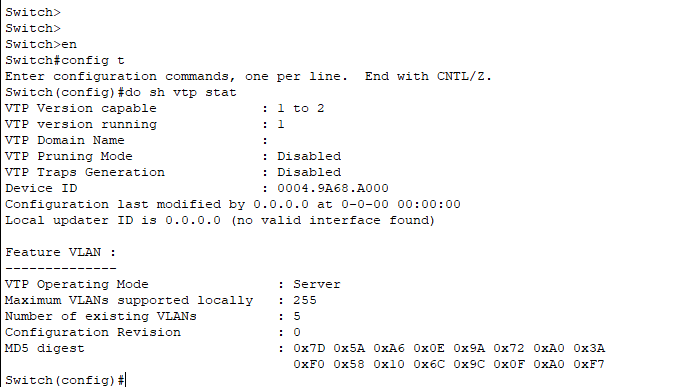 Switch>
Switch>
Switch>en
Switch#config t
Enter configuration commands, one per line.  End with CNTL/Z.
Switch(config)#do sh vtp stat
VTP Version capable             : 1 to 2
VTP version running             : 1
VTP Domain Name                 :
VTP Pruning Mode                : Disabled
VTP Traps Generation            : Disabled
Device ID                       : 0004.9A68.A000
Configuration last modified by 0.0.0.0 at 0-0-00 00:00:00
Local updater ID is 0.0.0.0 (no valid interface found)

Feature VLAN :
--------------
VTP Operating Mode                : Server
Maximum VLANs supported locally   : 255
Number of existing VLANs          : 5
Configuration Revision            : 0
MD5 digest                        : 0x7D 0x5A 0xA6 0x0E 0x9A 0x72 0xA0 0x3A
                                    0xF0 0x58 0x10 0x6C 0x9C 0x0F 0xA0 0xF7
Switch(config)#